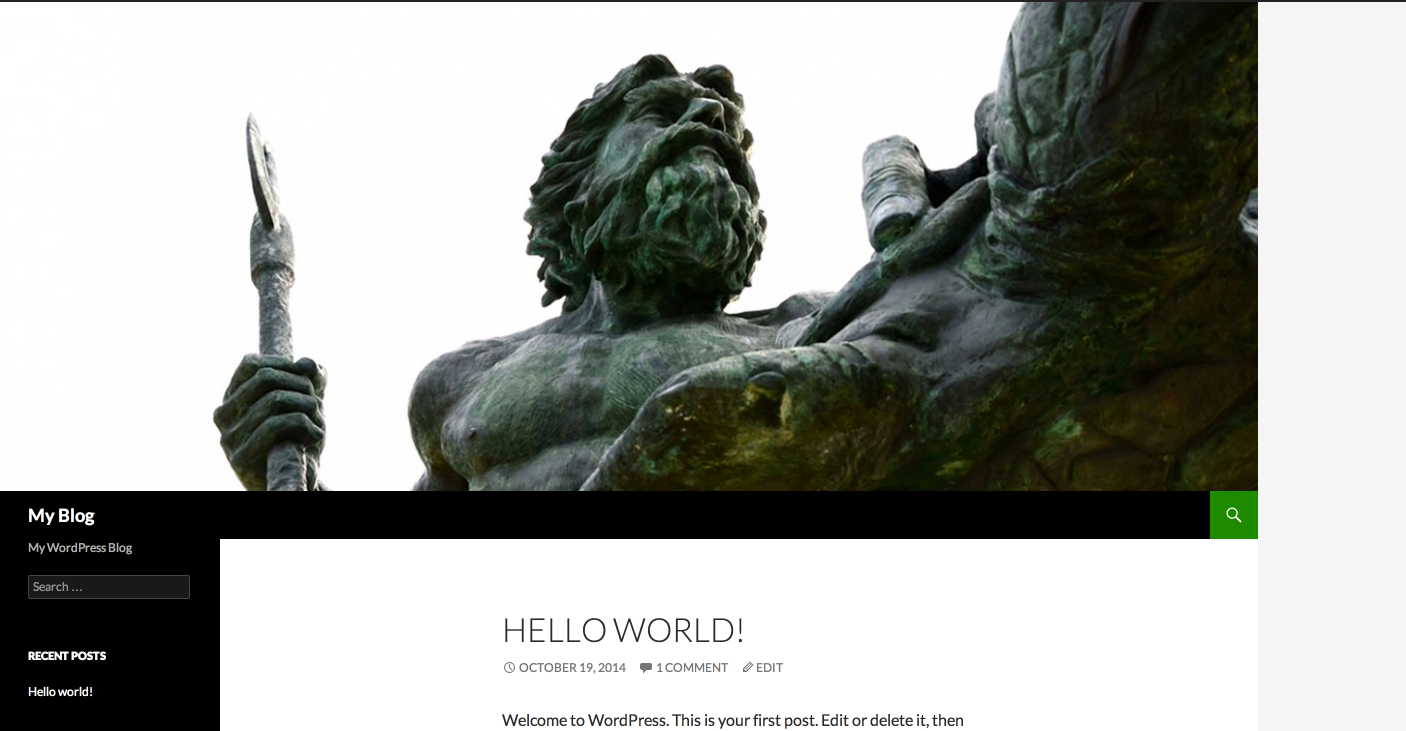 My Blog
My WordPress Blog
Search …
RECENT POSTS
Hello world!
HELLO WORLD!
OCTOBER 19, 2014 1 COMMENT EDIT
Welcome to WordPress. This is your first post. Edit or delete it, then